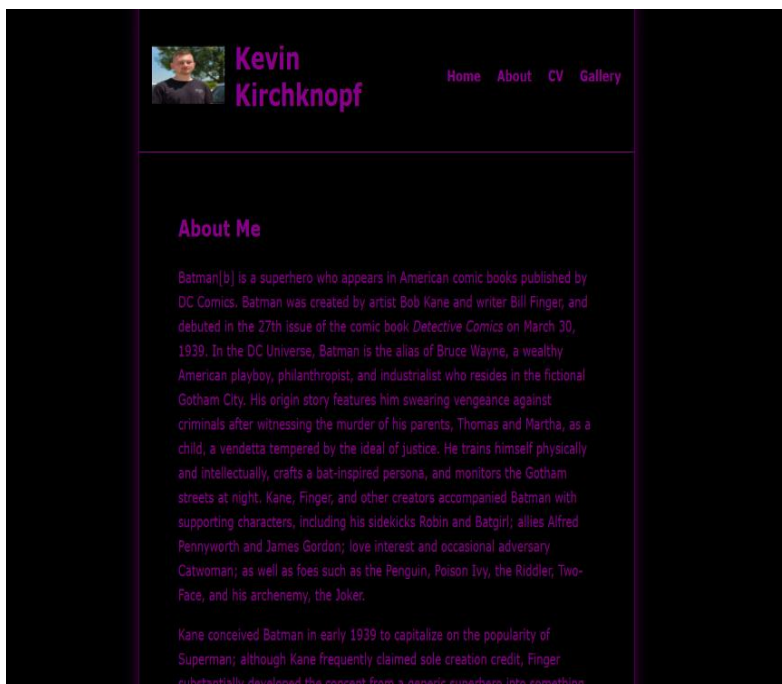 Kevin
Kirchknopf
Home About CV Gallery
About Me
Batman[b] is a superhero who appears in American comic books published by
DC Comics. Batman was created by artist Bob Kane and writer Bill Finger, and
debuted in the 27th issue of the comic book Detective Comics on March 30,
1939. In the DC Universe, Batman is the alias of Bruce Wayne, a wealthy
American playboy, philanthropist, and industrialist who resides in the fictional
Gotham City. His origin story features him swearing vengeance against
criminals after witnessing the murder of his parents, Thomas and Martha, as a
child, a vendetta tempered by the ideal of justice. He trains himself physically
and intellectually, crafts a bat-inspired persona, and monitors the Gotham
streets at night. Kane, Finger, and other creators accompanied Batman with
supporting characters, including his sidekicks Robin and Batgirl; allies Alfred
Pennyworth and James Gordon; love interest and occasional adversary
Catwoman; as well as foes such as the Penguin, Poison Ivy, the Riddler, Two-
Face, and his archenemy, the Joker.
Kane conceived Batman in early 1939 to capitalize on the popularity of
Superman; although Kane frequently claimed sole creation credit, Finger
substantially developed the concept from a generic superhero into something